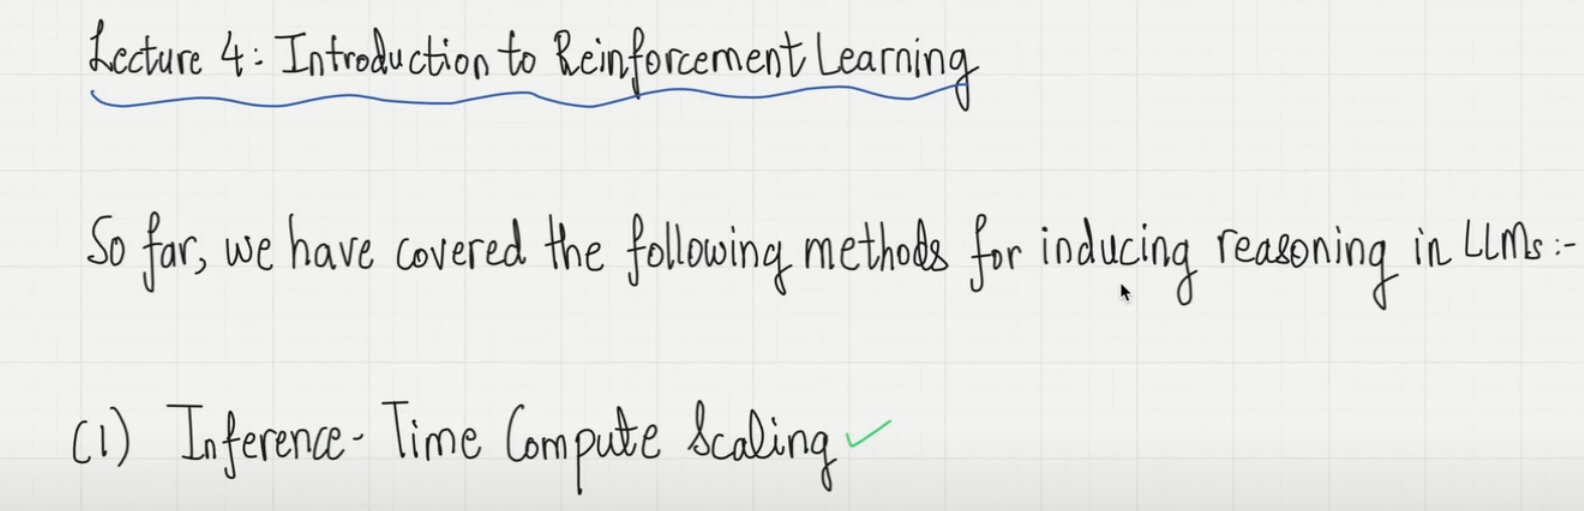 Lecture 4: Introduction to Reinforcement Learning
So far, we have covered the following methods for inducing reasoning in LLMs:-
(1) Inference-Time Compute Scaling ✓